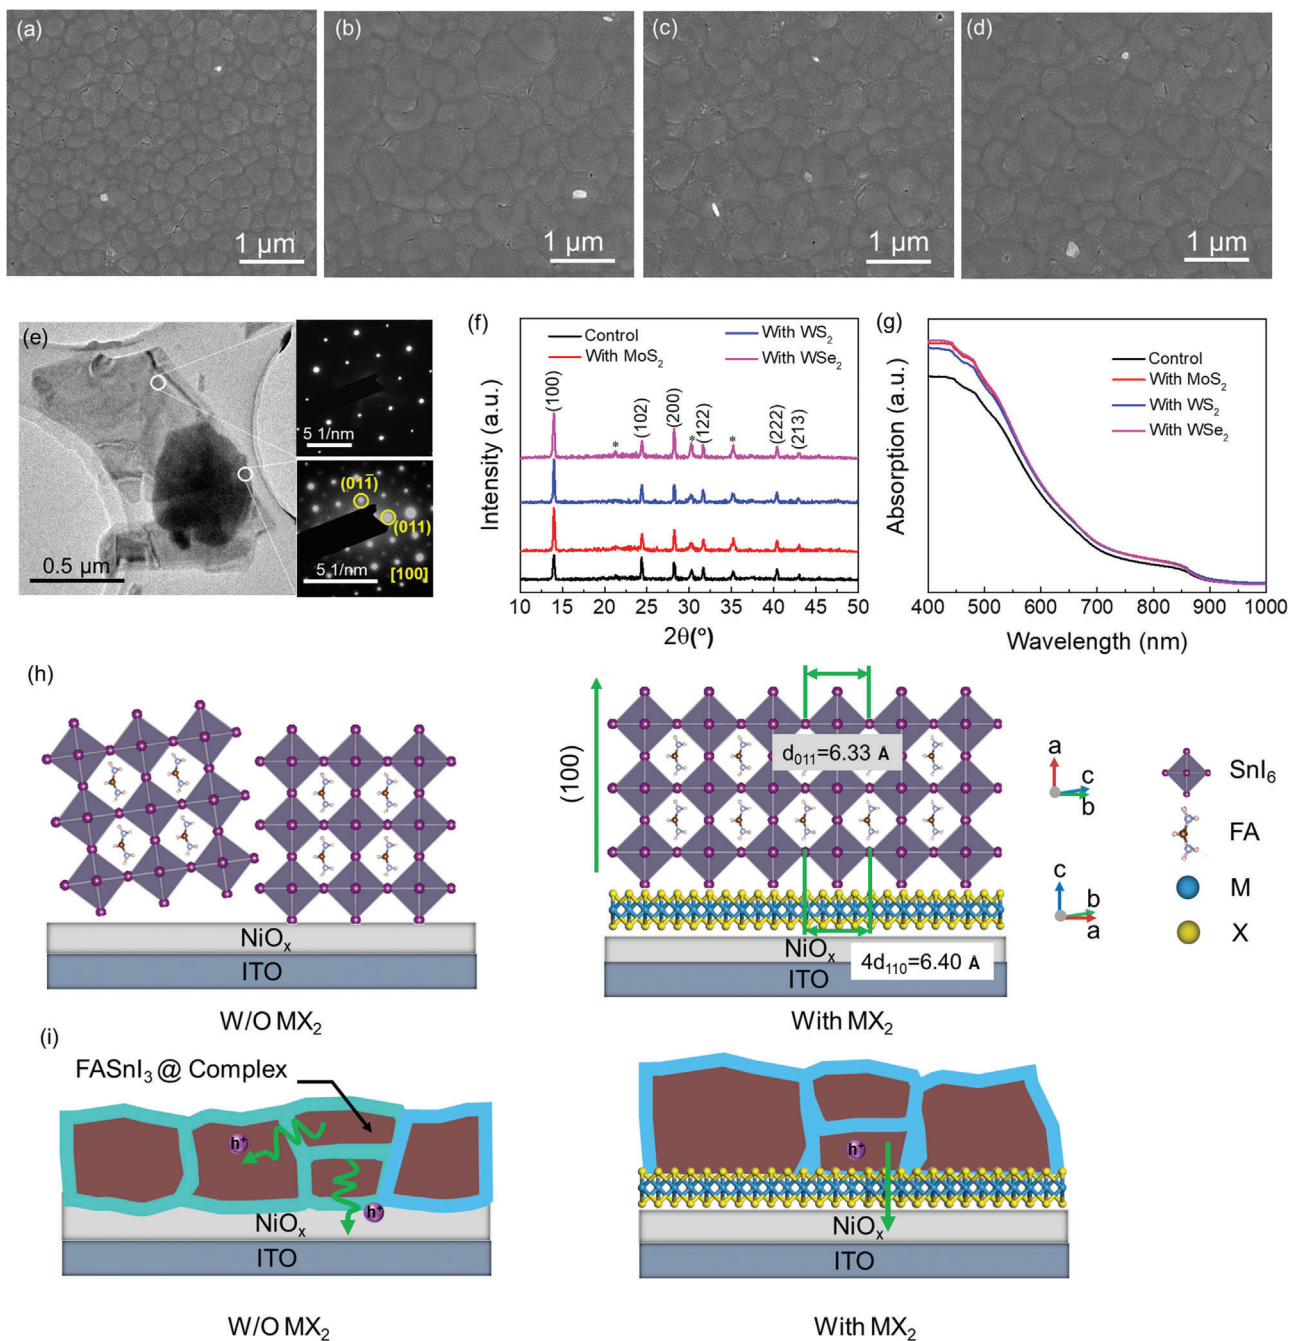 (a)
(b)
(c)
(d)
1 μm
1 μm
1 μm
1 μm
(e)
0.5 μm
5 1/nm
(011̅)
(011)
[100]
5 1/nm
(f)
Control
With MoS₂
With WS₂
With WSe₂
(100)
*
(102)
(200)
*
(122)
*
(222)
(213)
Intensity (a.u.)
10 15 20 25 30 35 40 45 50
2θ(°)
(g)
Control
With MoS₂
With WS₂
With WSe₂
Absorption (a.u.)
400 500 600 700 800 900 1000
Wavelength (nm)
(h)
NiOₓ
ITO
W/O MX₂
(100)
d₀₁₁=6.33 Å
NiOₓ
4d₁₁₀=6.40 Å
ITO
With MX₂
a
c
b
c
b
a
SnI₆
FA
M
X
(i)
FASnI₃ @ Complex
h⁺
h⁺
NiOₓ
ITO
W/O MX₂
h⁺
NiOₓ
ITO
With MX₂